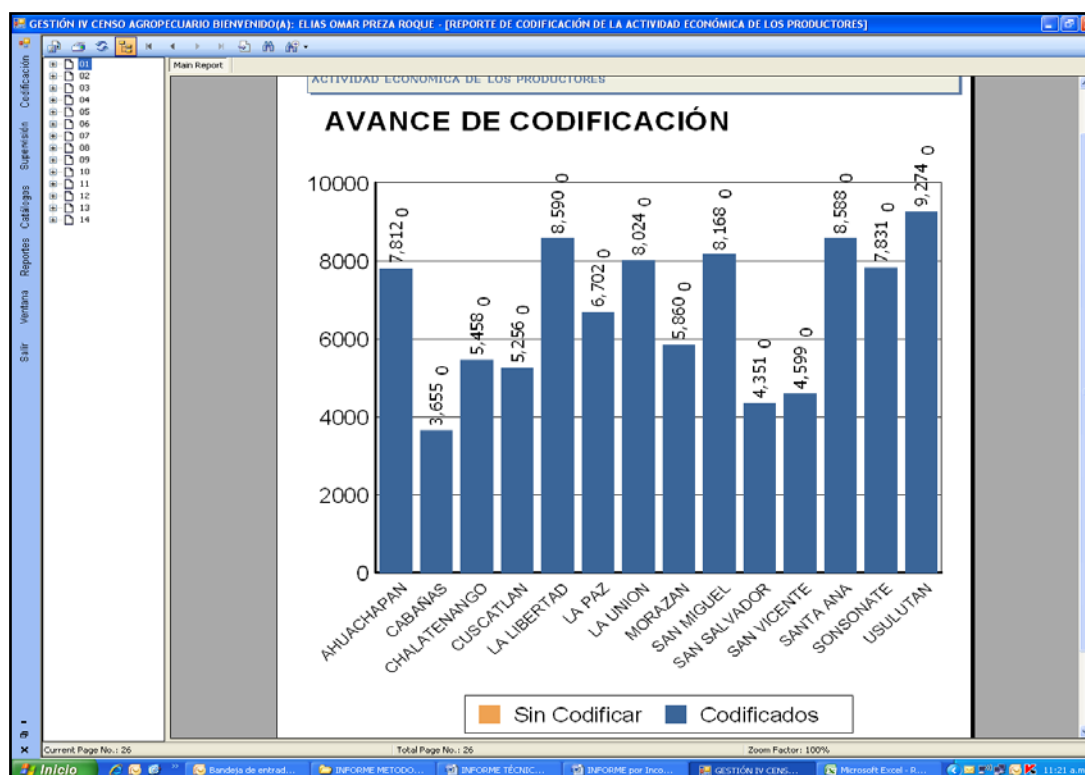 GESTIÓN IV CENSO AGROPECUARIO BIENVENIDO(A): ELIAS OMAR PREZA ROQUE - [REPORTE DE CODIFICACIÓN DE LA ACTIVIDAD ECONÓMICA DE LOS PRODUCTORES]
Codificación
Supervisión
Catálogos
Reportes
Ventana
Salir
01
02
03
04
05
06
07
08
09
10
11
12
13
14
Main Report
ACTIVIDAD ECONOMICA DE LOS PRODUCTORES
AVANCE DE CODIFICACIÓN
10000
8000
6000
4000
2000
0
7,812 0
3,655 0
5,458 0
5,256 0
8,590 0
6,702 0
8,024 0
5,860 0
8,168 0
4,351 0
4,599 0
8,588 0
7,831 0
9,274 0
AHUACHAPAN
CABAÑAS
CHALATENANGO
CUSCATLAN
LA LIBERTAD
LA PAZ
LA UNION
MORAZAN
SAN MIGUEL
SAN SALVADOR
SAN VICENTE
SANTA ANA
SONSONATE
USULUTAN
Sin Codificar
Codificados
Current Page No.: 26
Total Page No.: 26
Zoom Factor: 100%
Inicio
Bandeja de entrad...
INFORME METODO...
INFORME TÉCNIC...
INFORME por Inco...
GESTIÓN IV CENS...
Microsoft Excel - R...
11:21 a.m